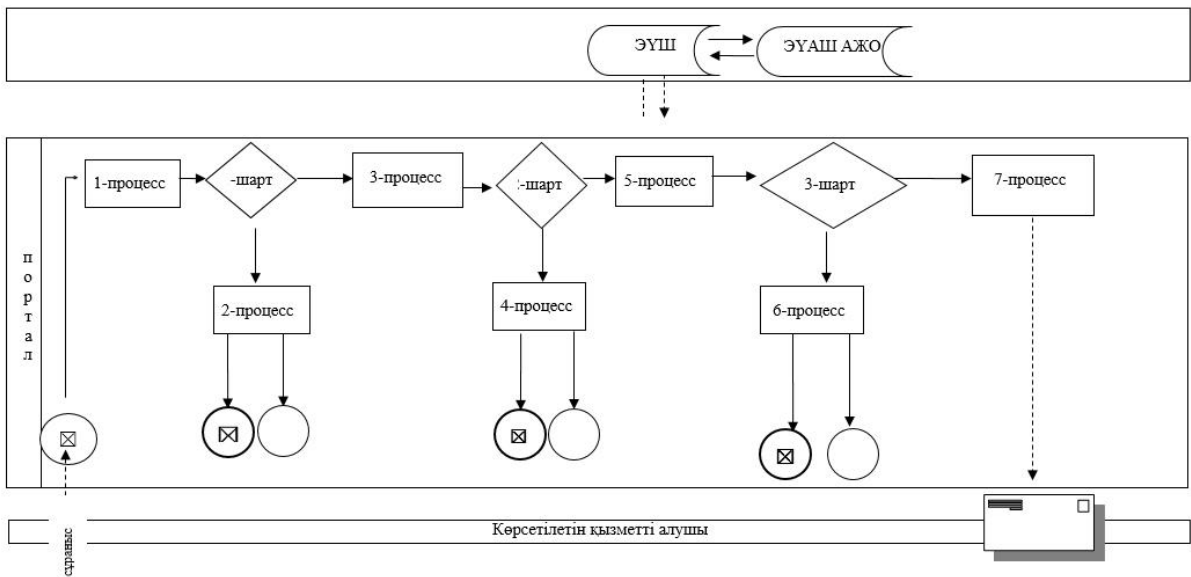 ЭҮШ
ЭҮАШ АЖО
1-процесс
-шарт
3-процесс
-шарт
5-процесс
3-шарт
7-процесс
портал
2-процесс
4-процесс
6-процесс
Көрсетілетін қызметті алушы
сұраныс